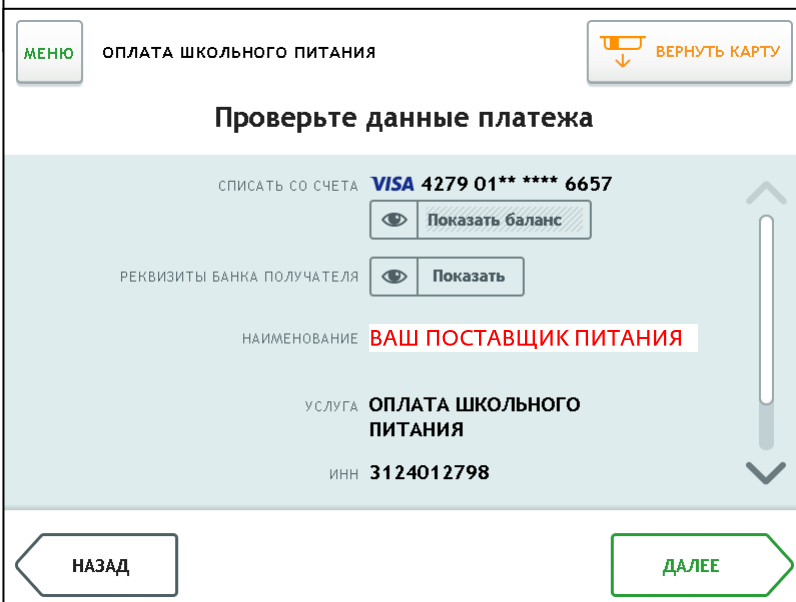 МЕНЮ ОПЛАТА ШКОЛЬНОГО ПИТАНИЯ ВЕРНУТЬ КАРТУ
Проверьте данные платежа
СПИСАТЬ СО СЧЕТА VISA 4279 01** **** 6657
Показать баланс
РЕКВИЗИТЫ БАНКА ПОЛУЧАТЕЛЯ Показать
НАИМЕНОВАНИЕ ВАШ ПОСТАВЩИК ПИТАНИЯ
УСЛУГА ОПЛАТА ШКОЛЬНОГО
ПИТАНИЯ
ИНН 3124012798
НАЗАД ДАЛЕЕ